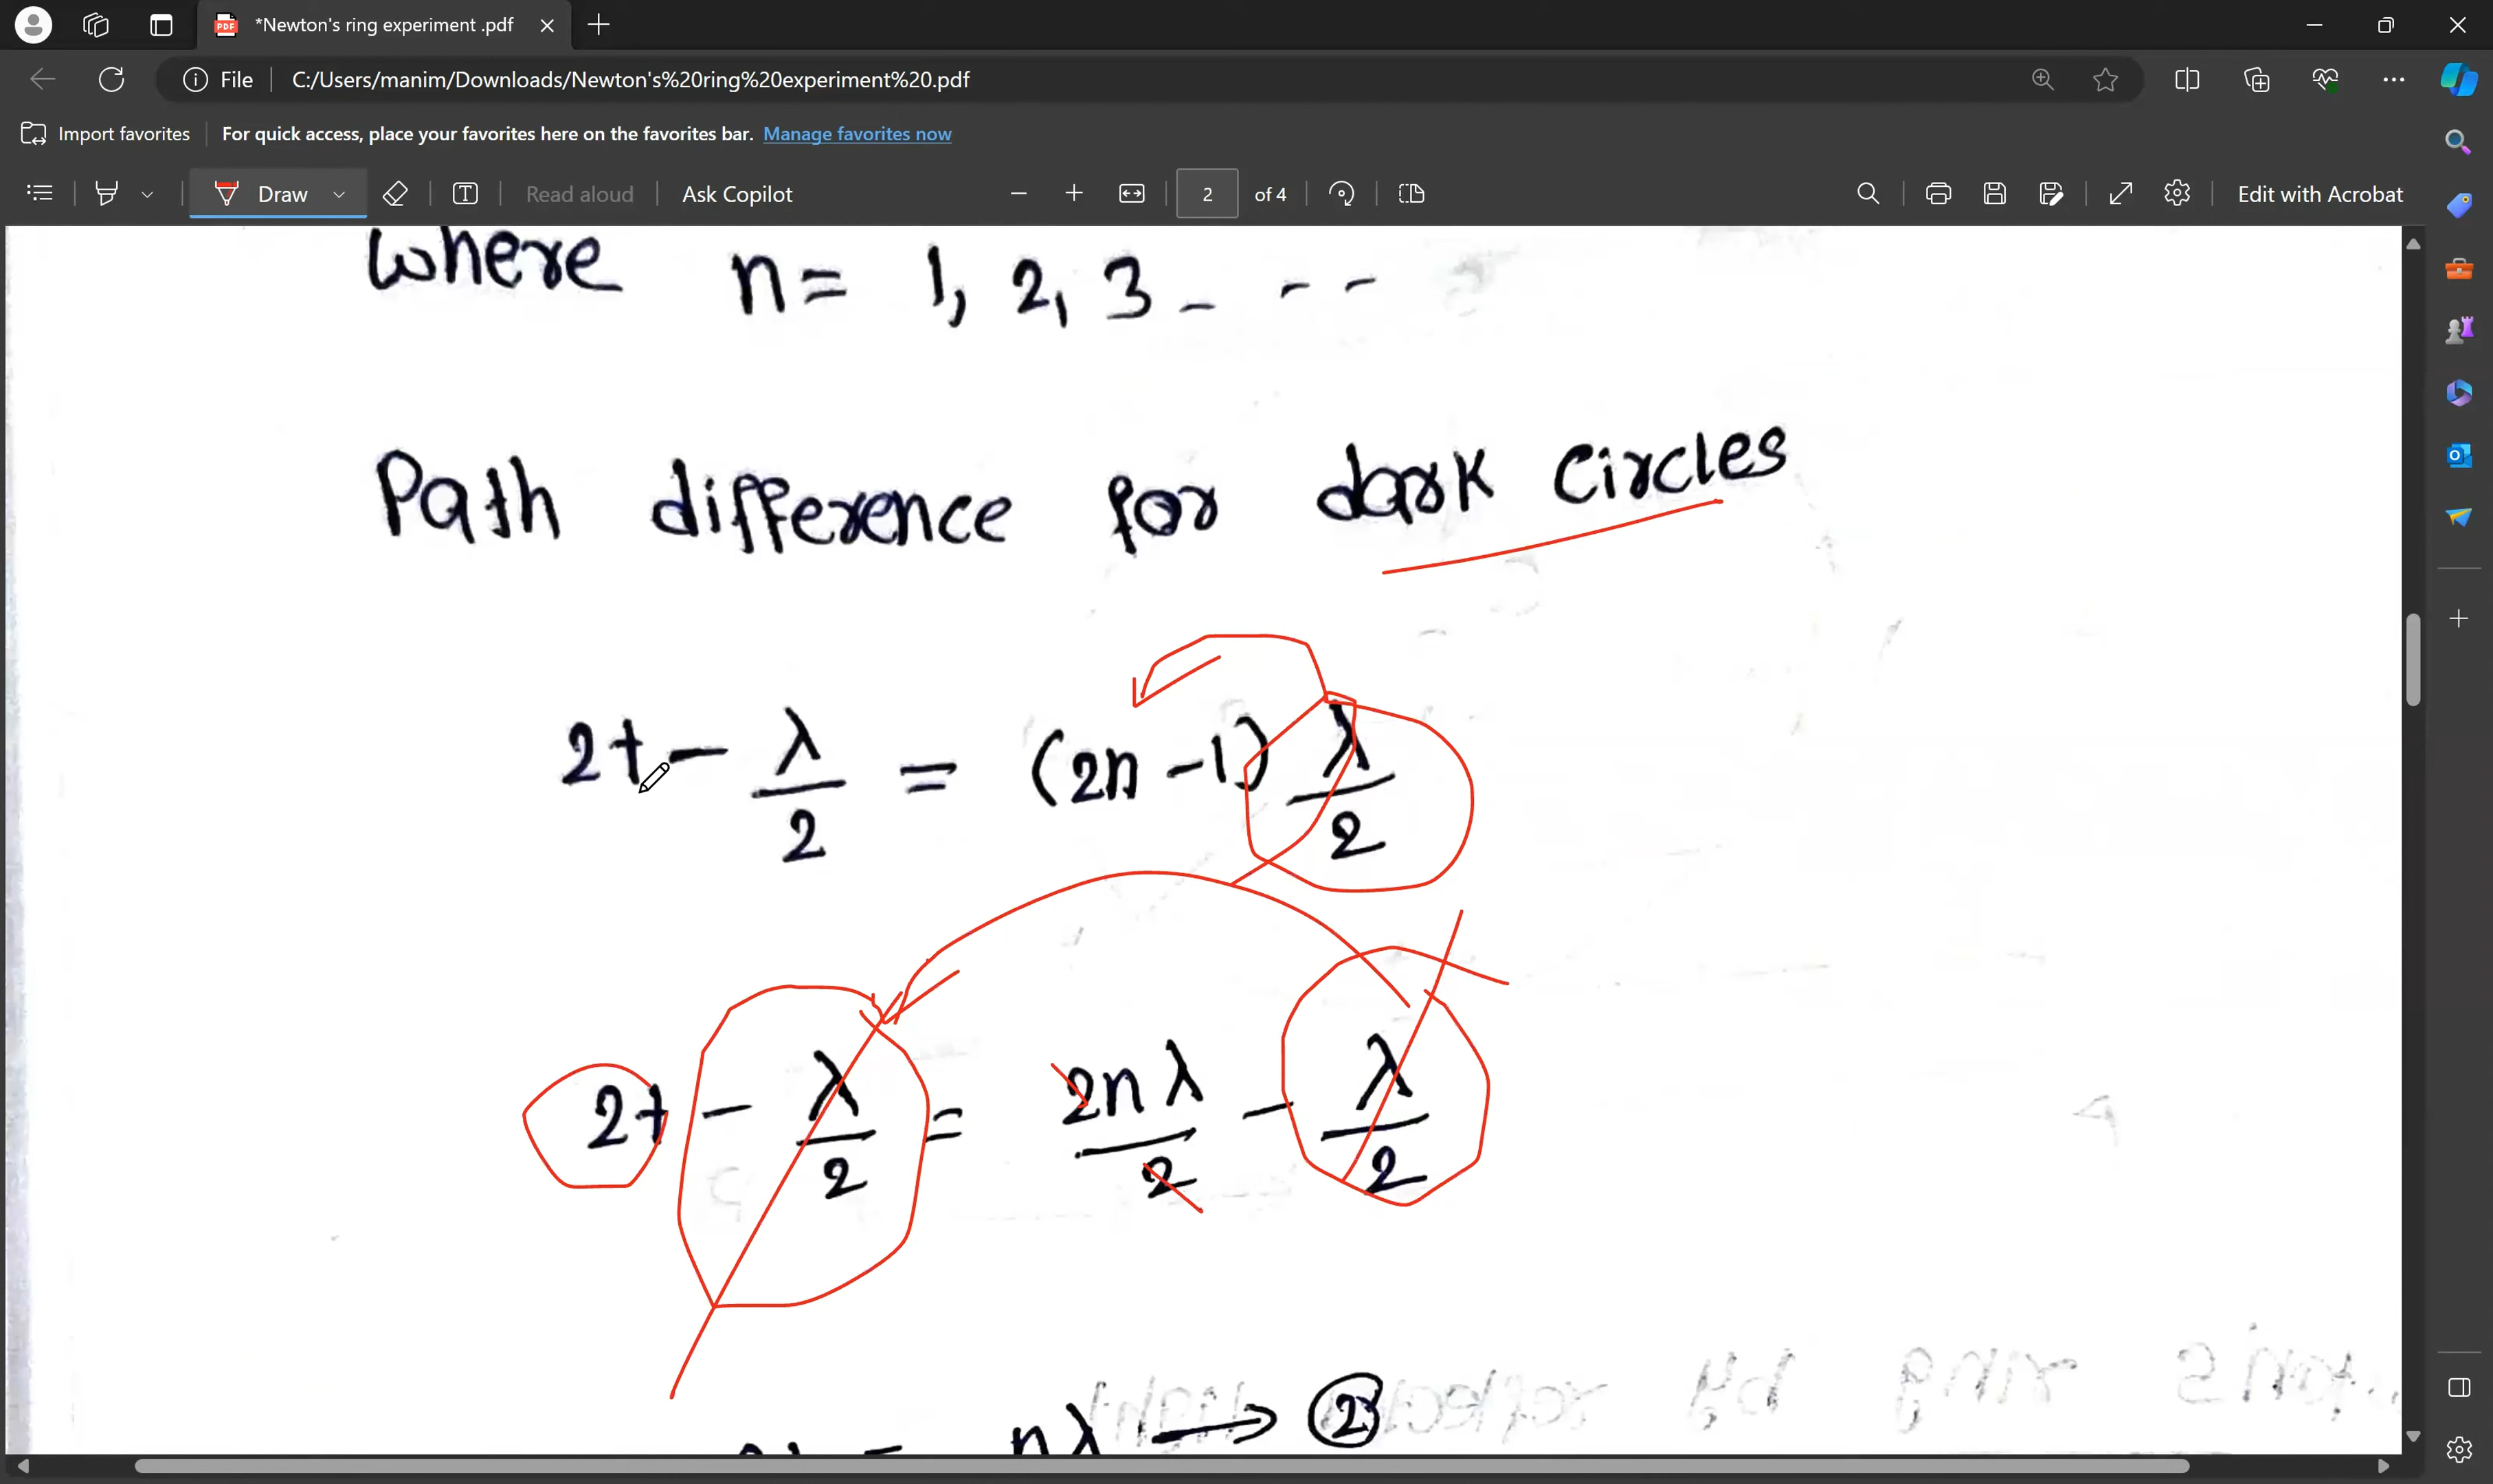 *Newton's ring experiment .pdf
File C:/Users/manim/Downloads/Newton's%20ring%20experiment%20.pdf
Import favorites For quick access, place your favorites here on the favorites bar. Manage favorites now
Draw Read aloud Ask Copilot 2 of 4 Edit with Acrobat
where n = 1, 2, 3 - - -
Path difference for dark circles
2t - λ/2 = (2n - 1) λ/2
2t - λ/2 = 2nλ/2 - λ/2
nλ → ②